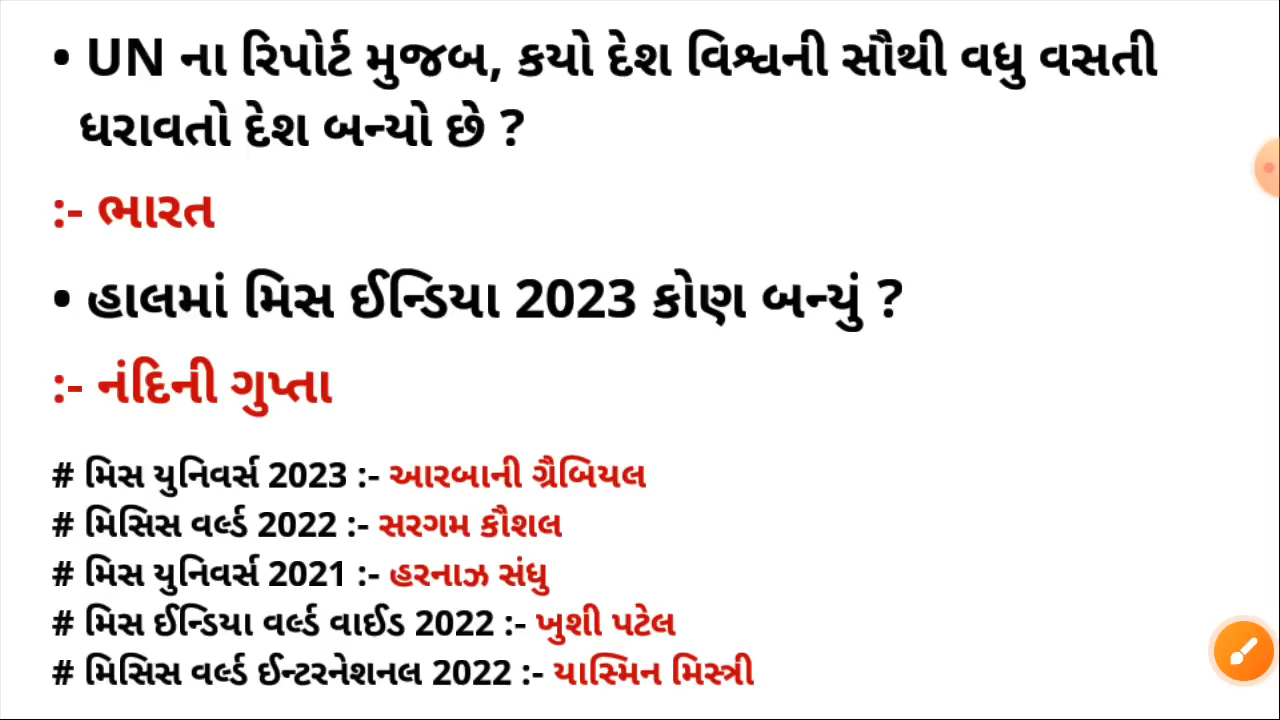 • UN ના રિપોર્ટ મુજબ, કયો દેશ વિશ્વની સૌથી વધુ વસતી
ધરાવતો દેશ બન્યો છે ?
:- ભારત
• હાલમાં મિસ ઈન્ડિયા 2023 કોણ બન્યું ?
:- નંદિની ગુપ્તા
# મિસ યુનિવર્સ 2023 :- આરબાની ગ્રૈબિયલ
# મિસિસ વર્લ્ડ 2022 :- સરગમ કૌશલ
# મિસ યુનિવર્સ 2021 :- હરનાઝ સંધુ
# મિસ ઈન્ડિયા વર્લ્ડ વાઈડ 2022 :- ખુશી પટેલ
# મિસિસ વર્લ્ડ ઈન્ટરનેશનલ 2022 :- યાસ્મિન મિસ્ત્રી